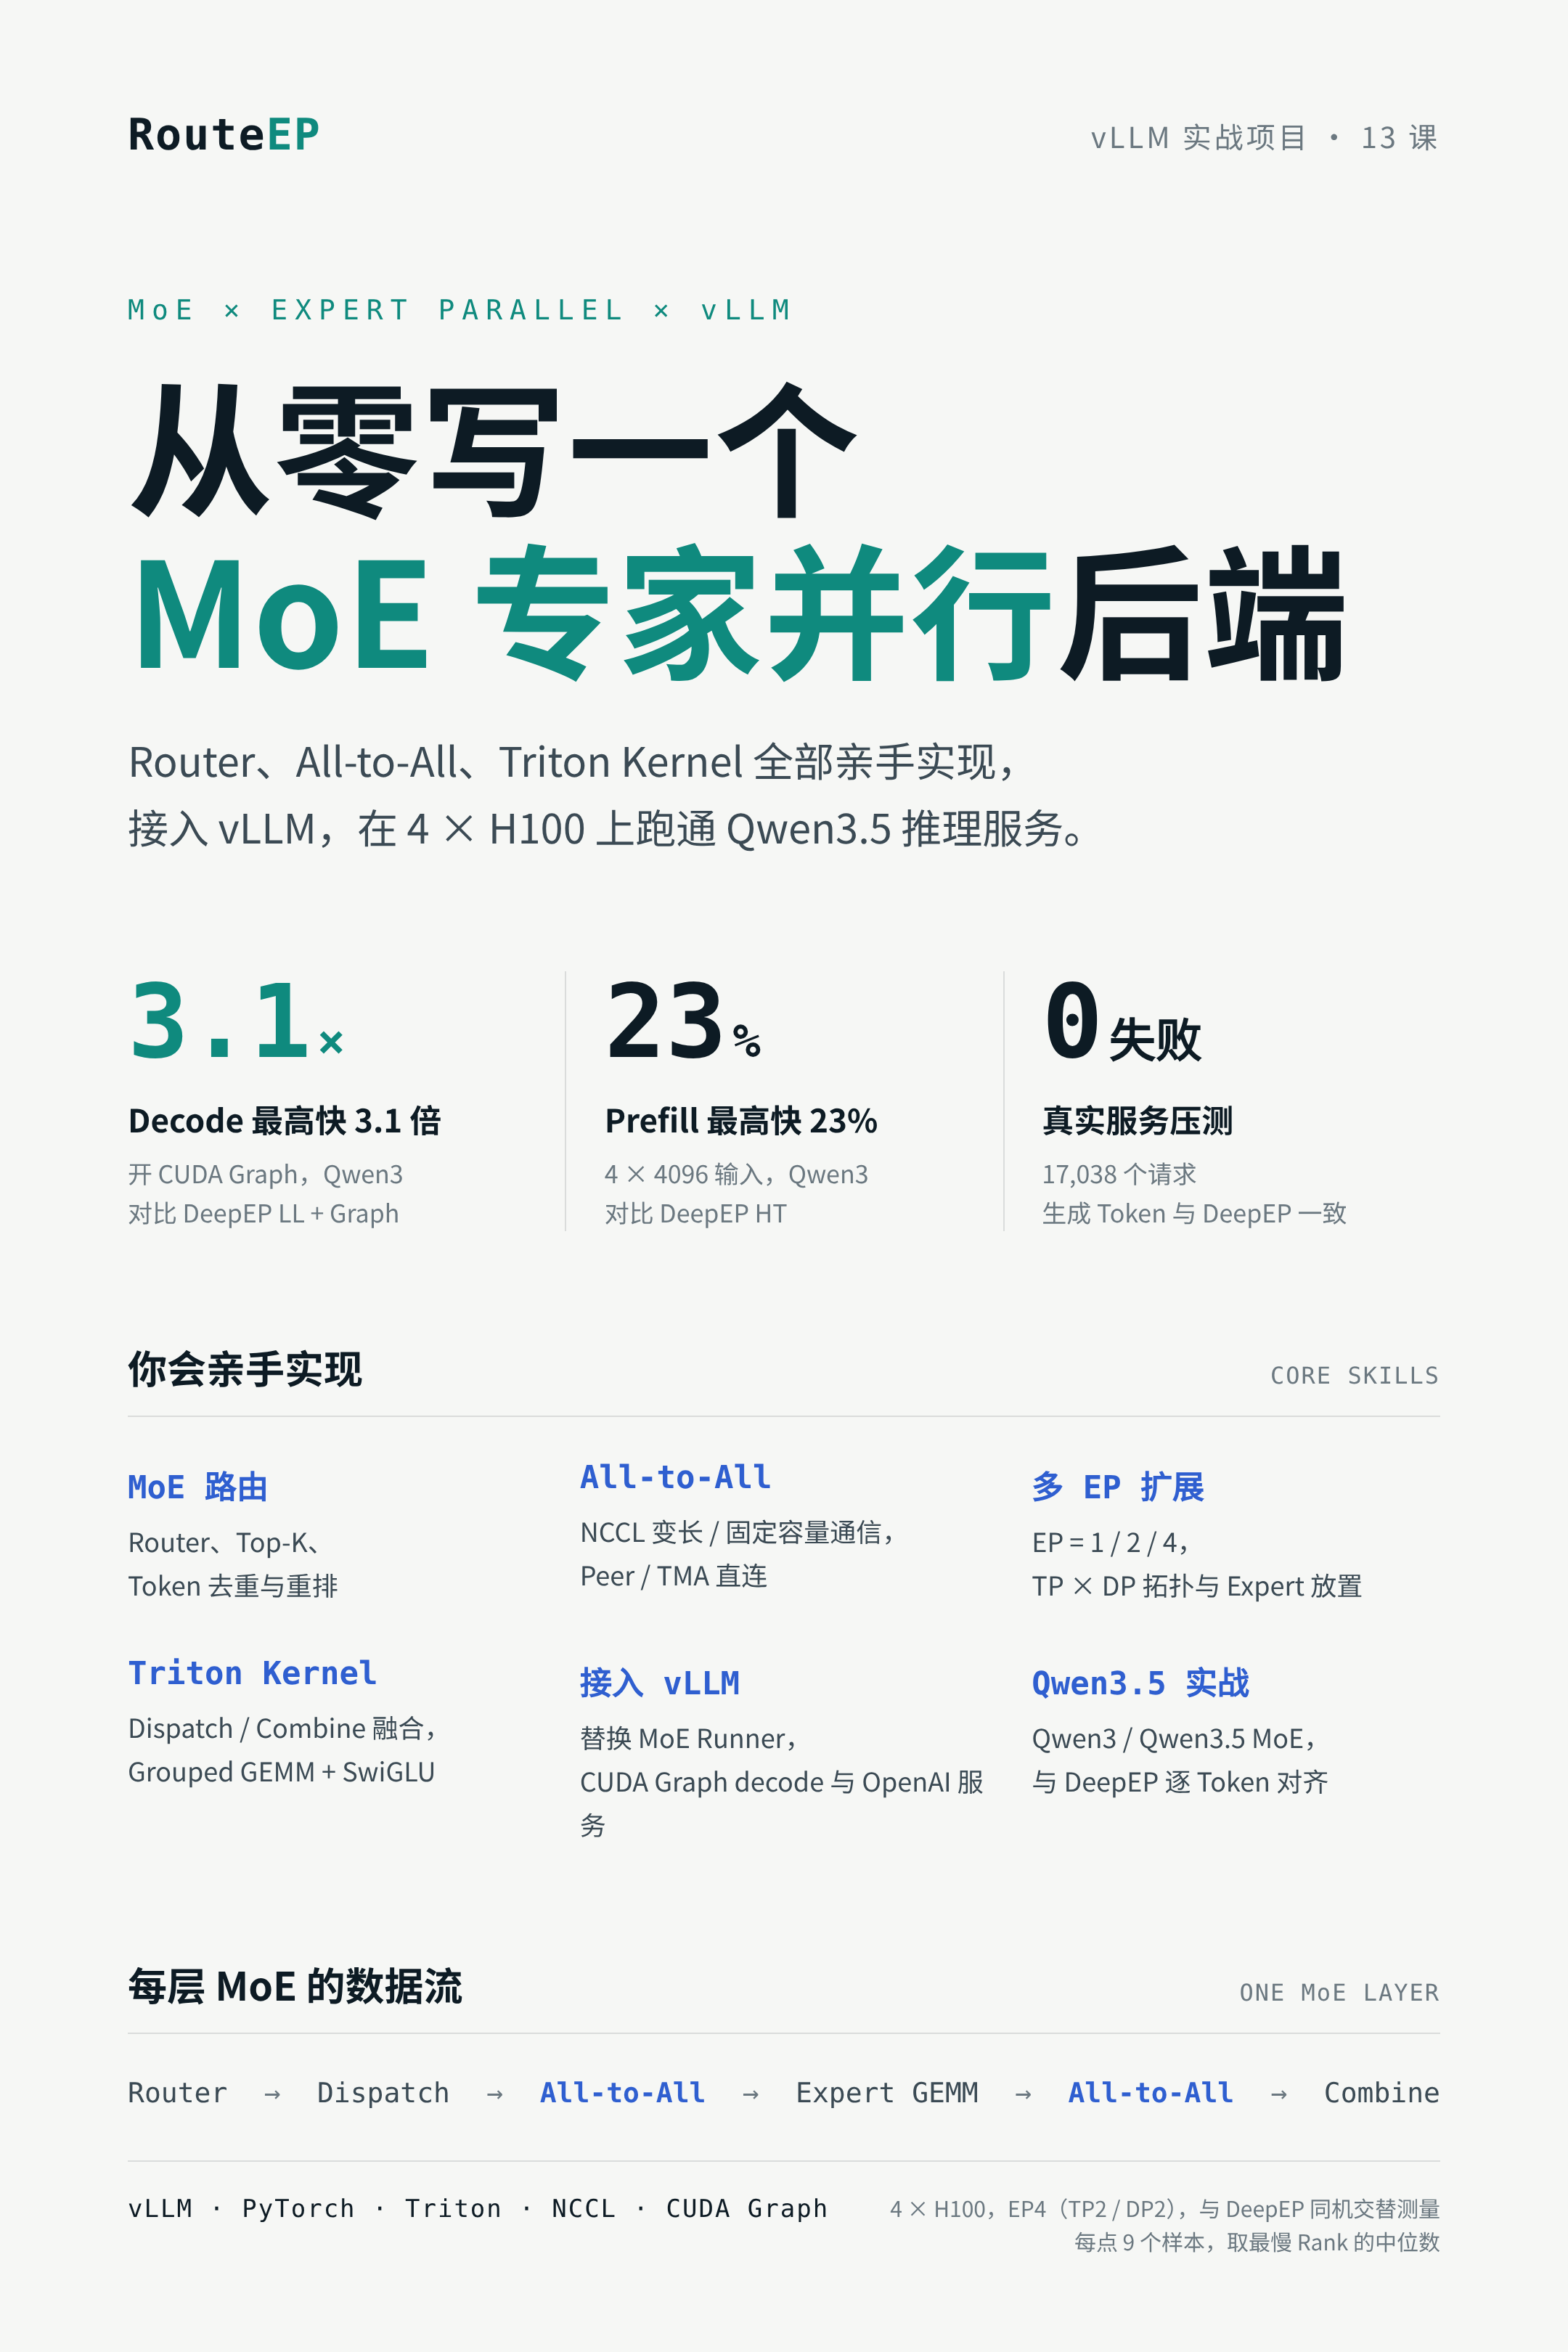 RouteEP
vLLM 实战项目 · 13 课
MoE × EXPERT PARALLEL × vLLM
从零写一个
MoE 专家并行后端
Router、All-to-All、Triton Kernel 全部亲手实现，
接入 vLLM，在 4 × H100 上跑通 Qwen3.5 推理服务。
3.1×
Decode 最高快 3.1 倍
开 CUDA Graph，Qwen3
对比 DeepEP LL + Graph
23%
Prefill 最高快 23%
4 × 4096 输入，Qwen3
对比 DeepEP HT
0 失败
真实服务压测
17,038 个请求
生成 Token 与 DeepEP 一致
你会亲手实现
CORE SKILLS
MoE 路由
Router、Top-K、
Token 去重与重排
All-to-All
NCCL 变长 / 固定容量通信，
Peer / TMA 直连
多 EP 扩展
EP = 1 / 2 / 4，
TP × DP 拓扑与 Expert 放置
Triton Kernel
Dispatch / Combine 融合，
Grouped GEMM + SwiGLU
接入 vLLM
替换 MoE Runner，
CUDA Graph decode 与 OpenAI 服
务
Qwen3.5 实战
Qwen3 / Qwen3.5 MoE，
与 DeepEP 逐 Token 对齐
每层 MoE 的数据流
ONE MoE LAYER
Router → Dispatch → All-to-All → Expert GEMM → All-to-All → Combine
vLLM · PyTorch · Triton · NCCL · CUDA Graph
4 × H100，EP4（TP2 / DP2），与 DeepEP 同机交替测量
每点 9 个样本，取最慢 Rank 的中位数